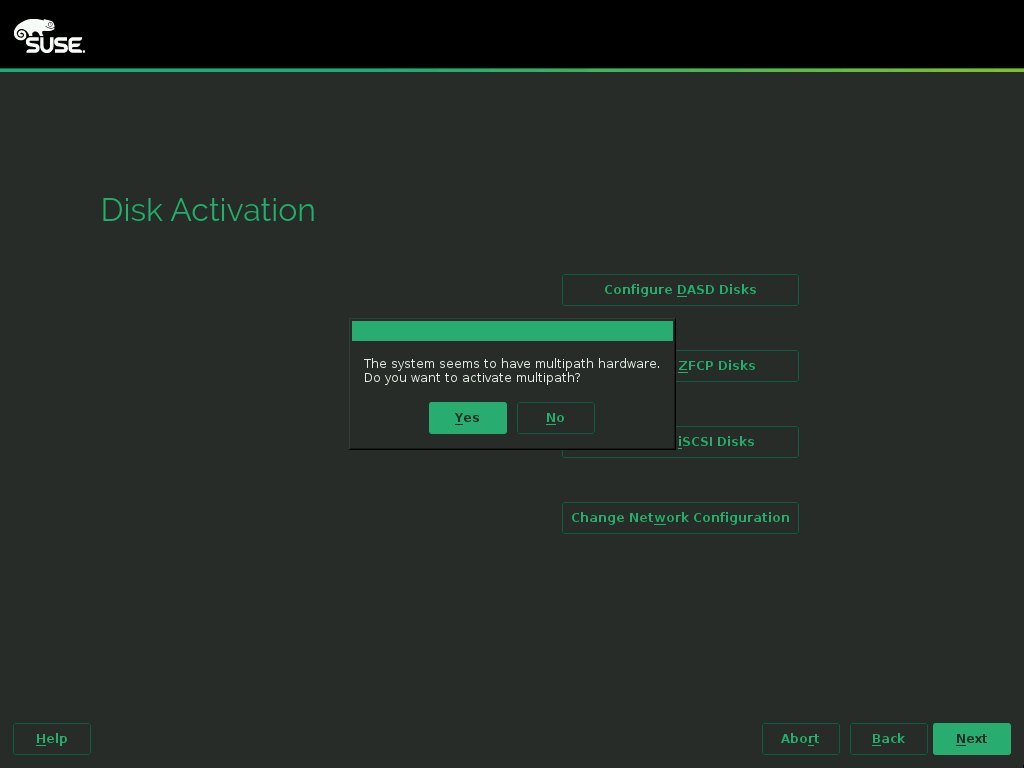 SUSE.
Disk Activation
Configure DASD Disks
The system seems to have multipath hardware.
Do you want to activate multipath?
Yes
No
ZFCP Disks
iSCSI Disks
Change Network Configuration
Help
Abort
Back
Next